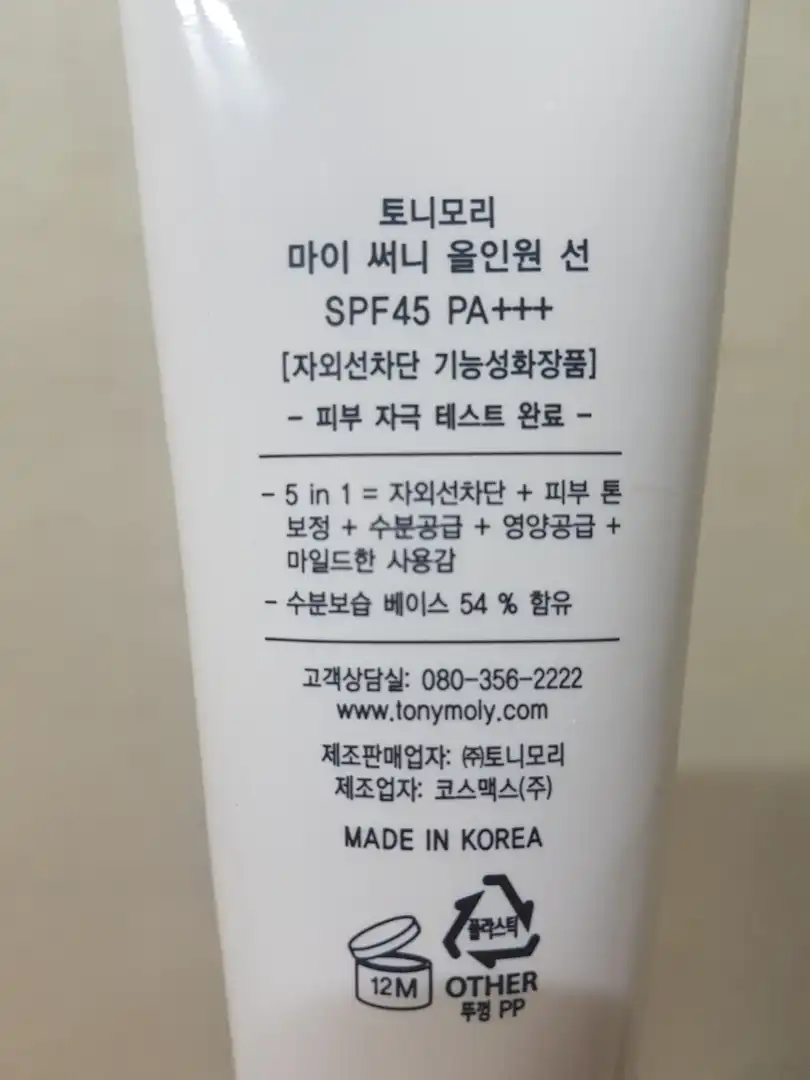 토니모리
마이 써니 올인원 선
SPF45 PA+++
[자외선차단 기능성화장품]
- 피부 자극 테스트 완료 -
- 5 in 1 = 자외선차단 + 피부 톤
보정 + 수분공급 + 영양공급 +
마일드한 사용감
- 수분보습 베이스 54 % 함유
고객상담실: 080-356-2222
www.tonymoly.com
제조판매업자: ㈜토니모리
제조업자: 코스맥스(주)
MADE IN KOREA
플라스틱
12M
OTHER
뚜껑 PP